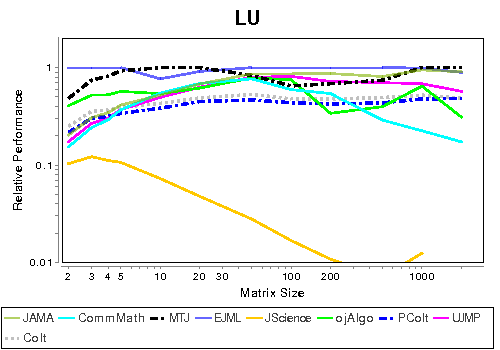 LU
1
0.1
0.01
Relative Performance
2 3 4 5 10 20 30 100 200 1000
Matrix Size
JAMA CommMath MTJ EJML JScience ojAlgo PColt UJMP
Colt